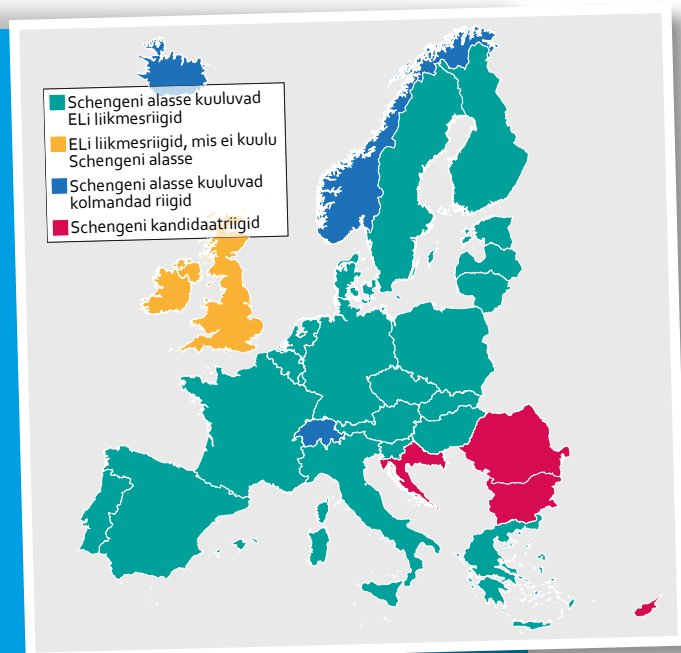 Schengeni alasse kuuluvad
ELi liikmesriigid
ELi liikmesriigid, mis ei kuulu
Schengeni alasse
Schengeni alasse kuuluvad
kolmandad riigid
Schengeni kandidaatriigid